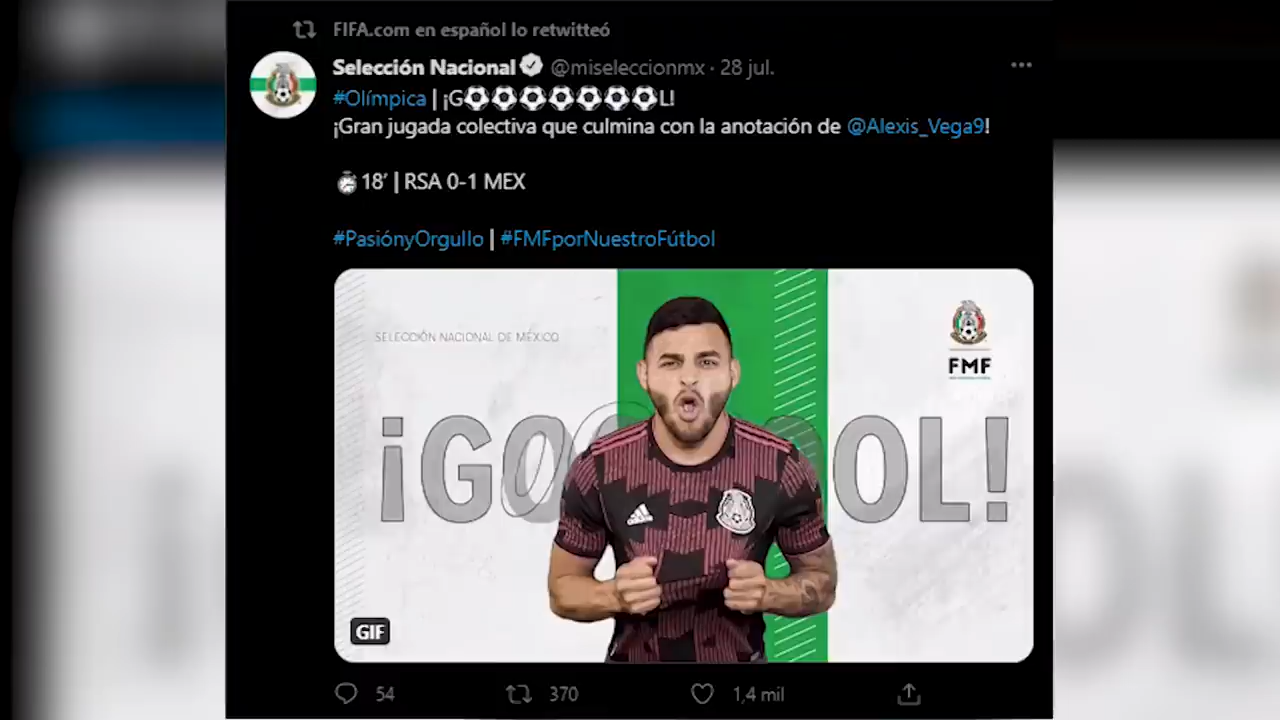 FIFA.com en español lo retwitteó
Selección Nacional @miseleccionmx · 28 jul.
#Olímpica | ¡G⚽⚽⚽⚽⚽⚽⚽L!
¡Gran jugada colectiva que culmina con la anotación de @Alexis_Vega9!
⏱18′ | RSA 0-1 MEX
#PasiónyOrgullo | #FMFporNuestroFútbol
SELECCIÓN NACIONAL DE MÉXICO
FMF
¡GO OL!
GIF
54 370 1,4 mil